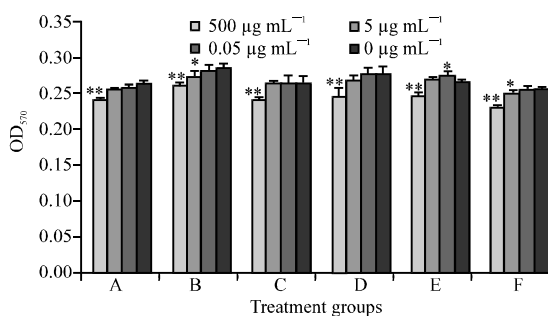 500 µg mL⁻¹ 5 µg mL⁻¹
0.05 µg mL⁻¹ 0 µg mL⁻¹
OD₅₇₀
0.35
0.30
0.25
0.20
0.15
0.10
0.05
0.00
** ** * ** ** ** * ** *
A B C D E F
Treatment groups